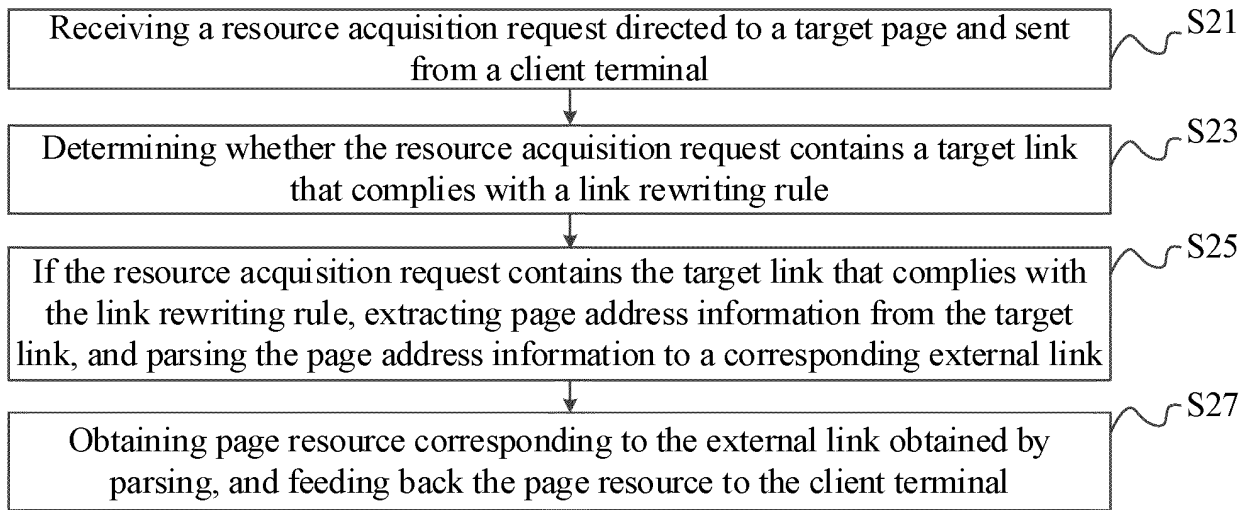 Receiving a resource acquisition request directed to a target page and sent
from a client terminal
S21
Determining whether the resource acquisition request contains a target link
that complies with a link rewriting rule
S23
If the resource acquisition request contains the target link that complies with
the link rewriting rule, extracting page address information from the target
link, and parsing the page address information to a corresponding external link
S25
Obtaining page resource corresponding to the external link obtained by
parsing, and feeding back the page resource to the client terminal
S27